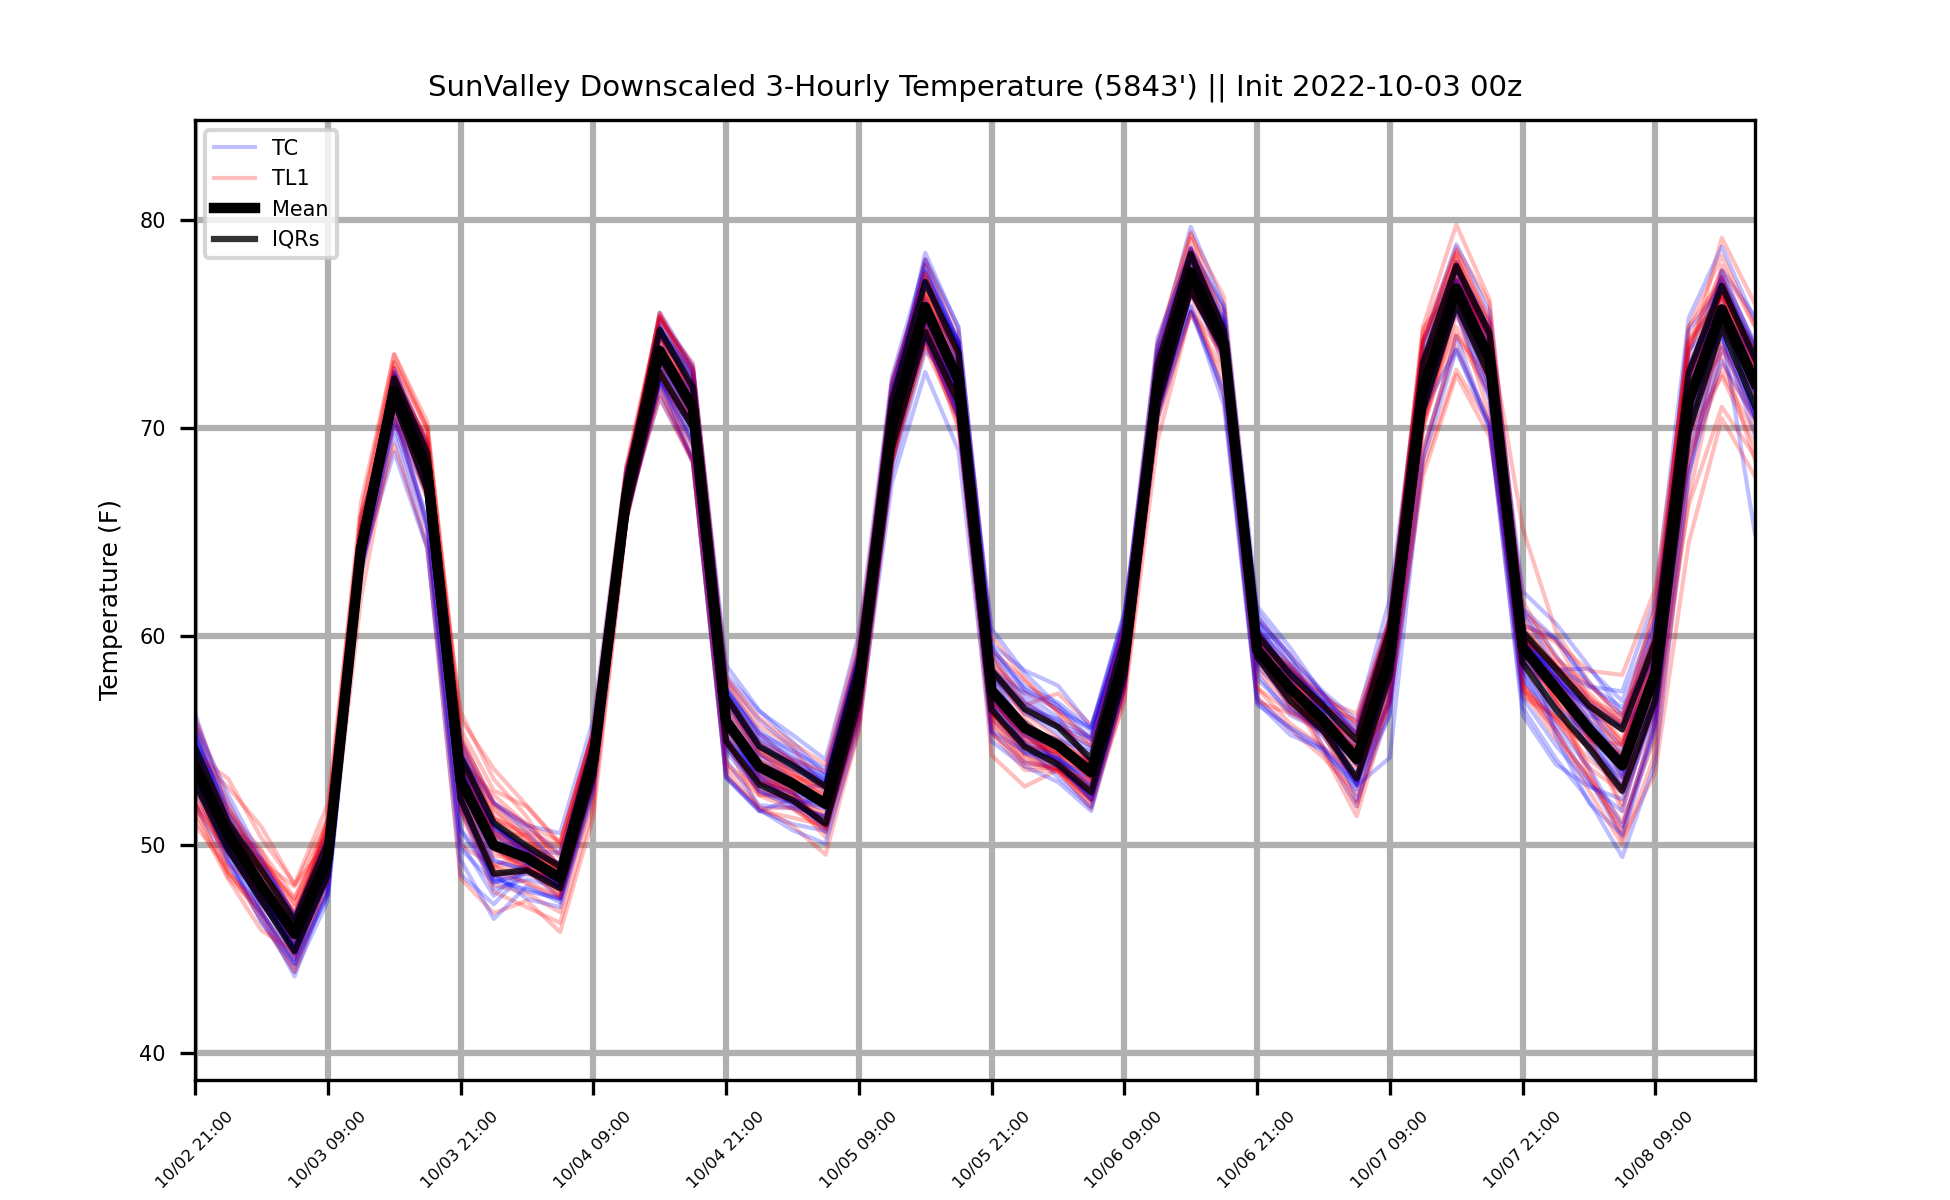 SunValley Downscaled 3-Hourly Temperature (5843') || Init 2022-10-03 00z
TC
TL1
Mean
IQRs
Temperature (F)
80
70
60
50
40
10/02 21:00
10/03 09:00
10/03 21:00
10/04 09:00
10/04 21:00
10/05 09:00
10/05 21:00
10/06 09:00
10/06 21:00
10/07 09:00
10/07 21:00
10/08 09:00